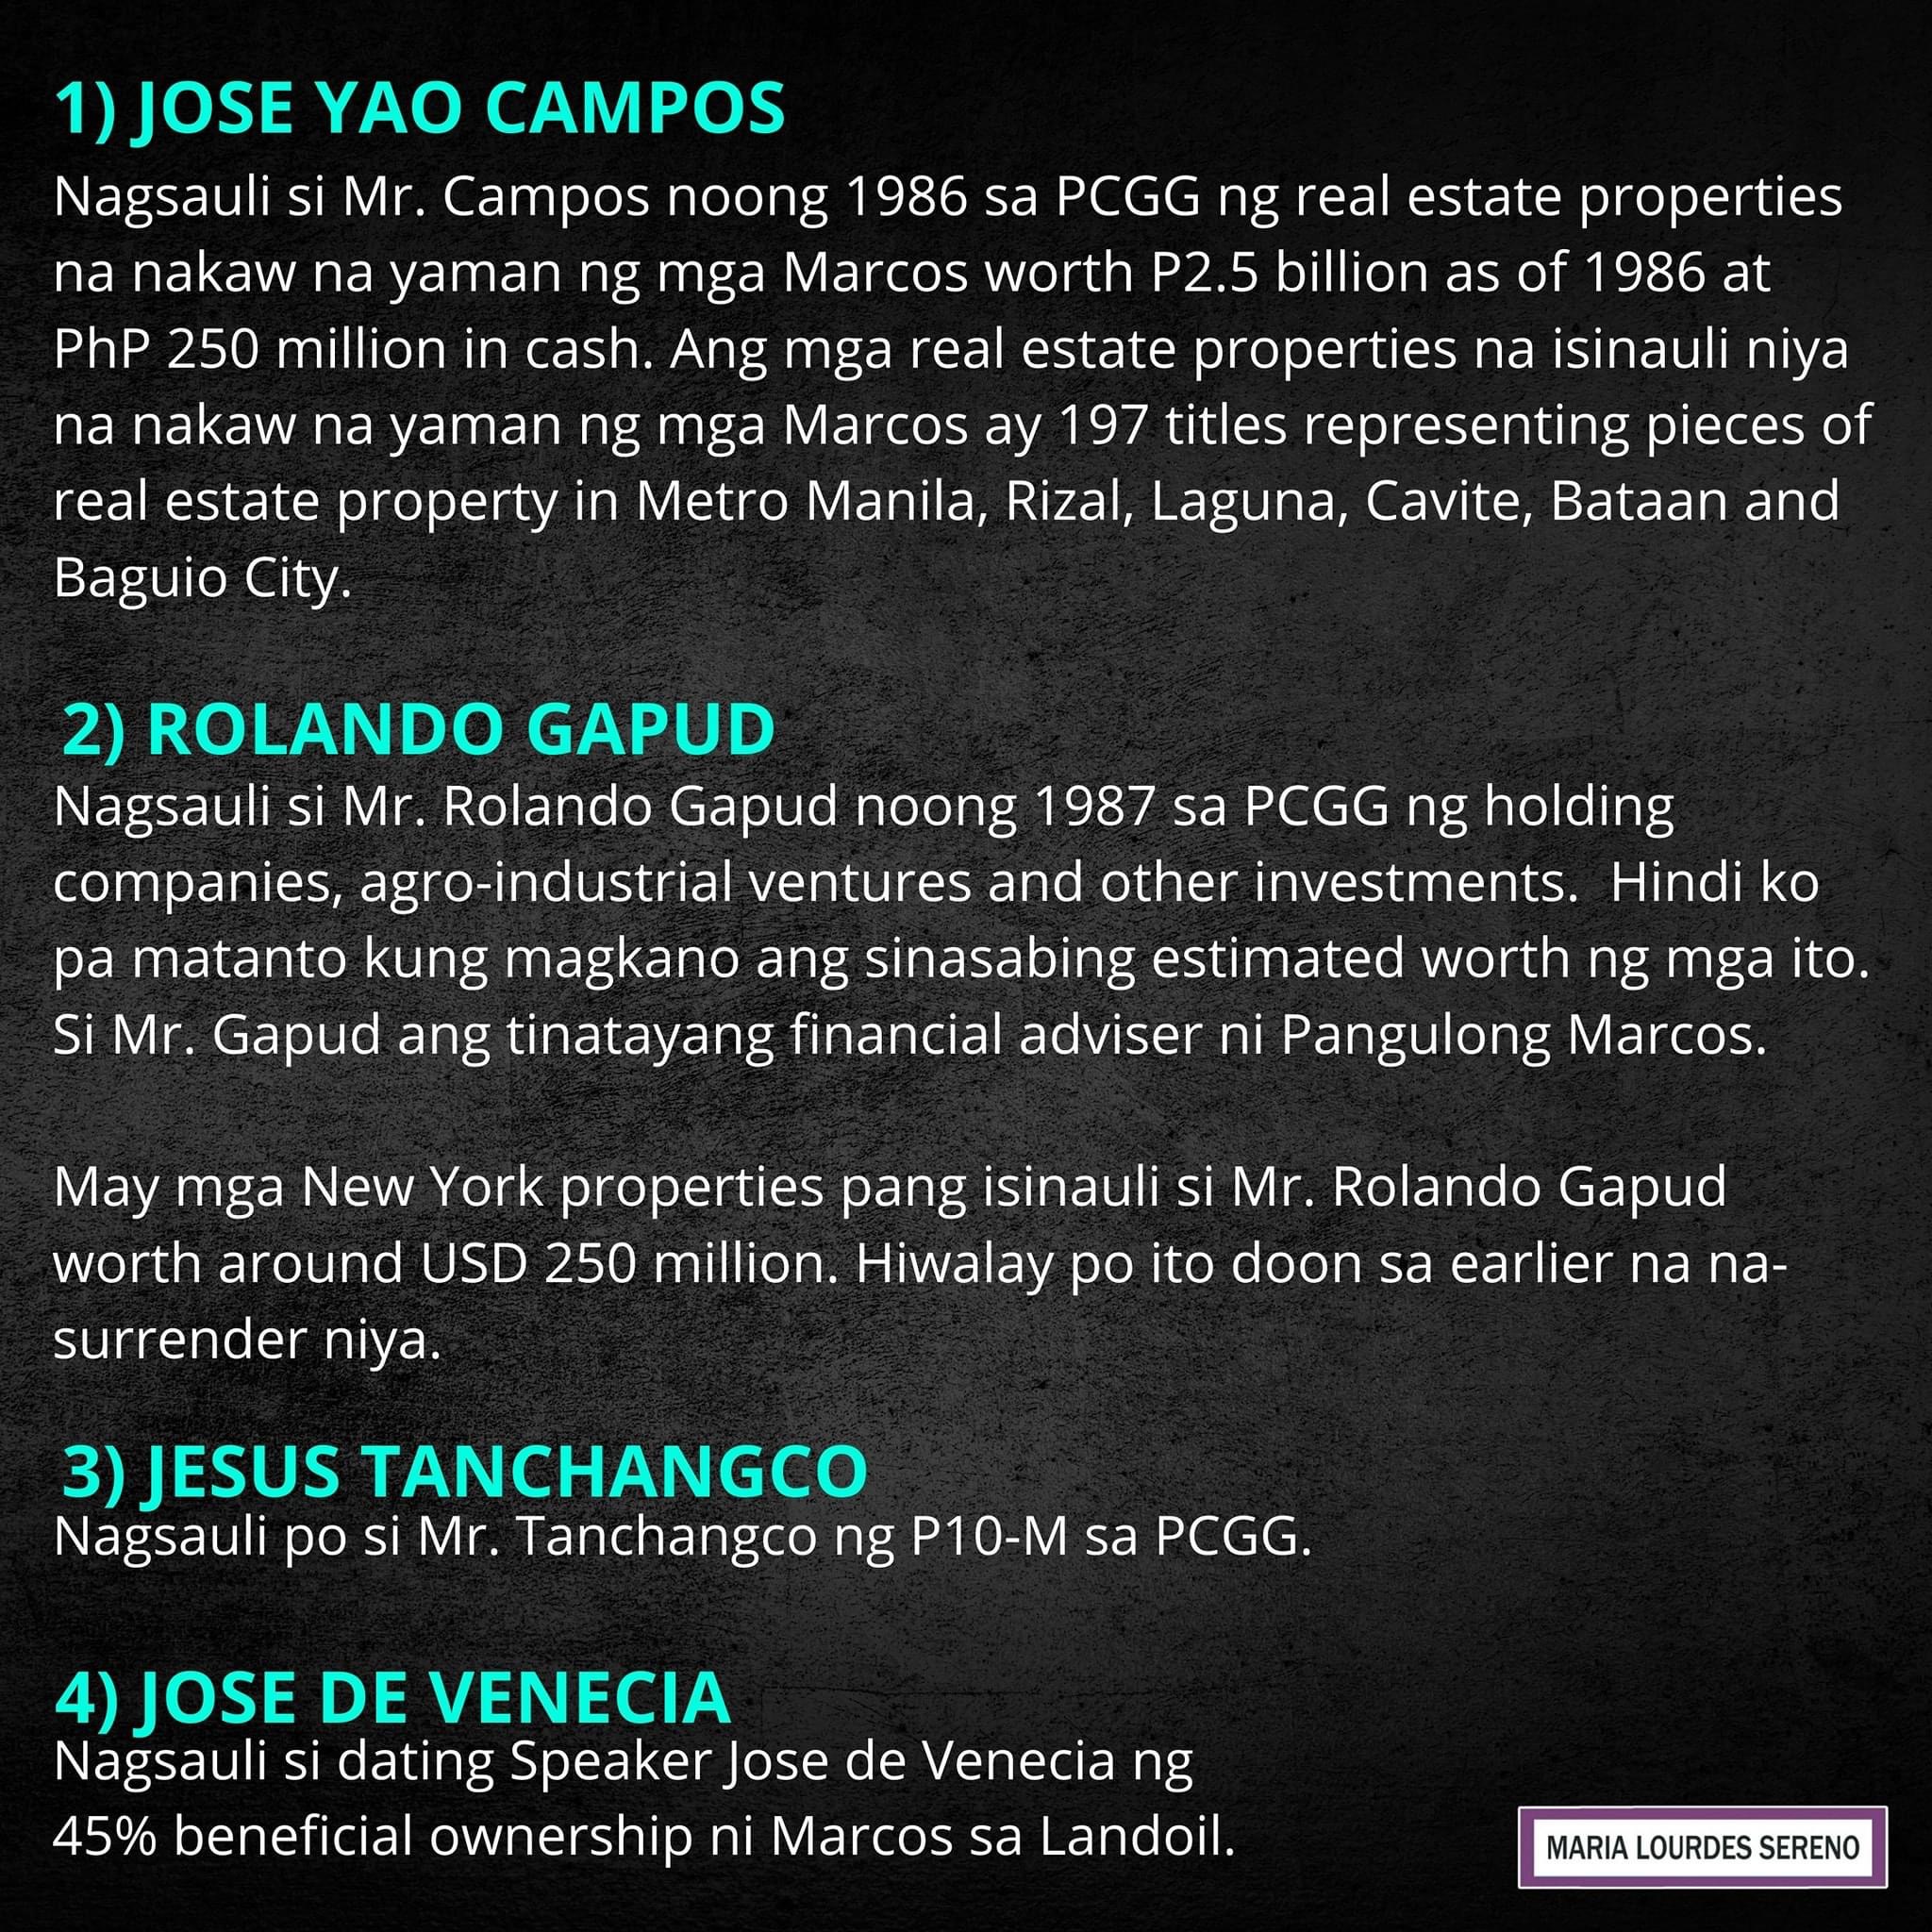 1) JOSE YAO CAMPOS
Nagsauli si Mr. Campos noong 1986 sa PCGG ng real estate properties
na nakaw na yaman ng mga Marcos worth P2.5 billion as of 1986 at
PhP 250 million in cash. Ang mga real estate properties na isinauli niya
na nakaw na yaman ng mga Marcos ay 197 titles representing pieces of
real estate property in Metro Manila, Rizal, Laguna, Cavite, Bataan and
Baguio City.
2) ROLANDO GAPUD
Nagsauli si Mr. Rolando Gapud noong 1987 sa PCGG ng holding
companies, agro-industrial ventures and other investments.  Hindi ko
pa matanto kung magkano ang sinasabing estimated worth ng mga ito.
Si Mr. Gapud ang tinatayang financial adviser ni Pangulong Marcos.
May mga New York properties pang isinauli si Mr. Rolando Gapud
worth around USD 250 million. Hiwalay po ito doon sa earlier na na-
surrender niya.
3) JESUS TANCHANGCO
Nagsauli po si Mr. Tanchangco ng P10-M sa PCGG.
4) JOSE DE VENECIA
Nagsauli si dating Speaker Jose de Venecia ng
45% beneficial ownership ni Marcos sa Landoil.
MARIA LOURDES SERENO